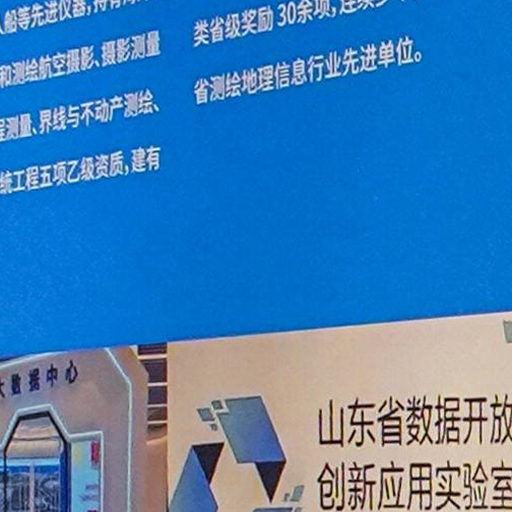 船等先进仪器,持有
和测绘航空摄影、摄影测量
程测量、界线与不动产测绘、
统工程五项乙级资质,建有
类省级奖励 30余项,连续
省测绘地理信息行业先进单位。
大数据中心
山东省数据开放
创新应用实验室